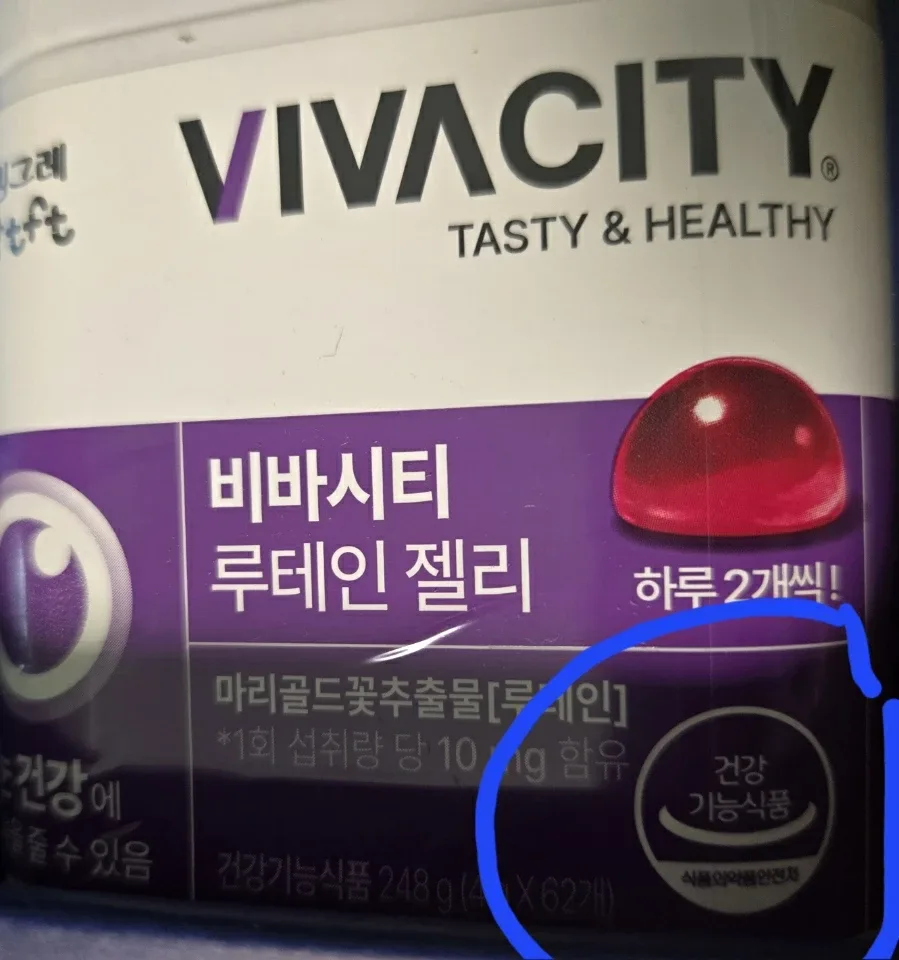 VIVACITY®
TASTY & HEALTHY
비바시티
루테인 젤리
하루 2개씩!
마리골드꽃추출물[루테인]
*1회 섭취량 당 10 mg 함유
건강
기능식품
식품의약품안전처
건강에
줄 수 있음
건강기능식품 248 g (4g X 62개)